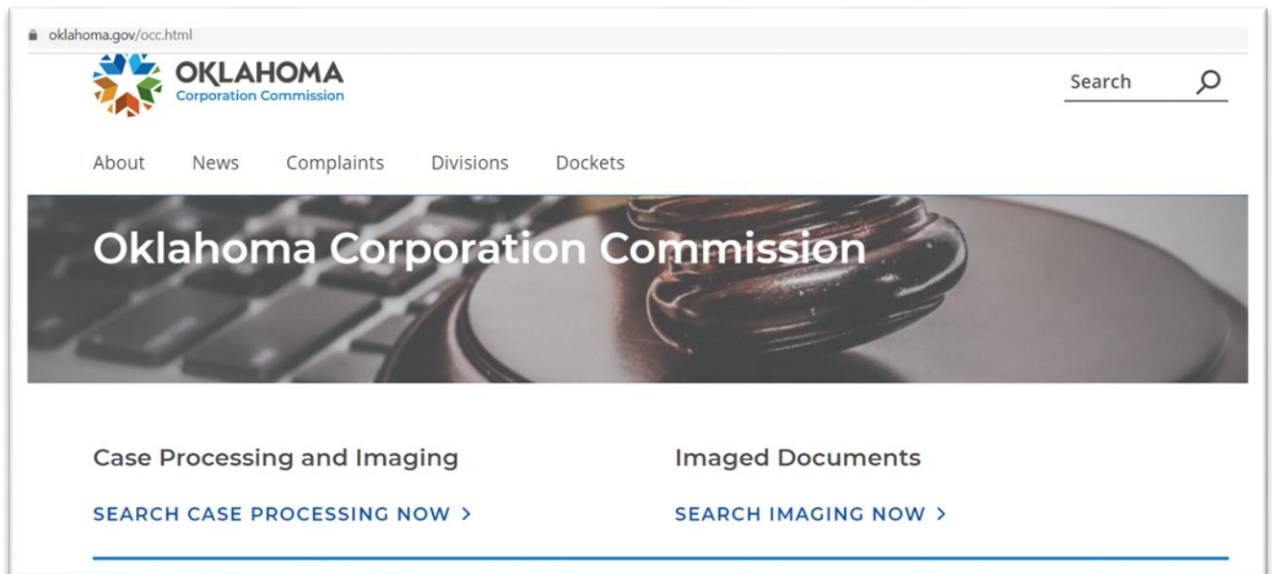 oklahoma.gov/occ.html
OKLAHOMA
Corporation Commission
Search
About News Complaints Divisions Dockets
Oklahoma Corporation Commission
Case Processing and Imaging
SEARCH CASE PROCESSING NOW >
Imaged Documents
SEARCH IMAGING NOW >